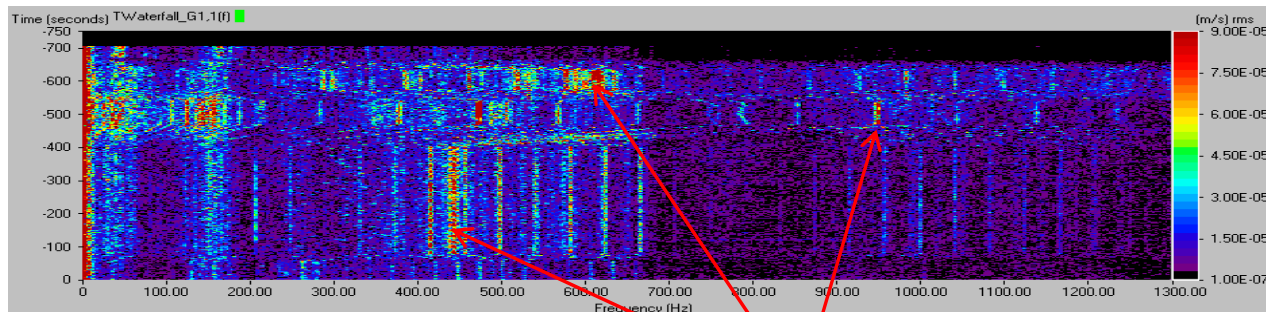 Time (seconds) TWaterfall_G1,1(f) (m/s) rms
-750 9.00E-05
-700
7.50E-05
-600
-500
-400
4.50E-05
-300
3.00E-05
-200
1.50E-05
-100
0 1.00E-07
0 100.00 200.00 300.00 400.00 500.00 600.00 700.00 800.00 900.00 1000.00 1100.00 1200.00 1300.00
Frequency (Hz)